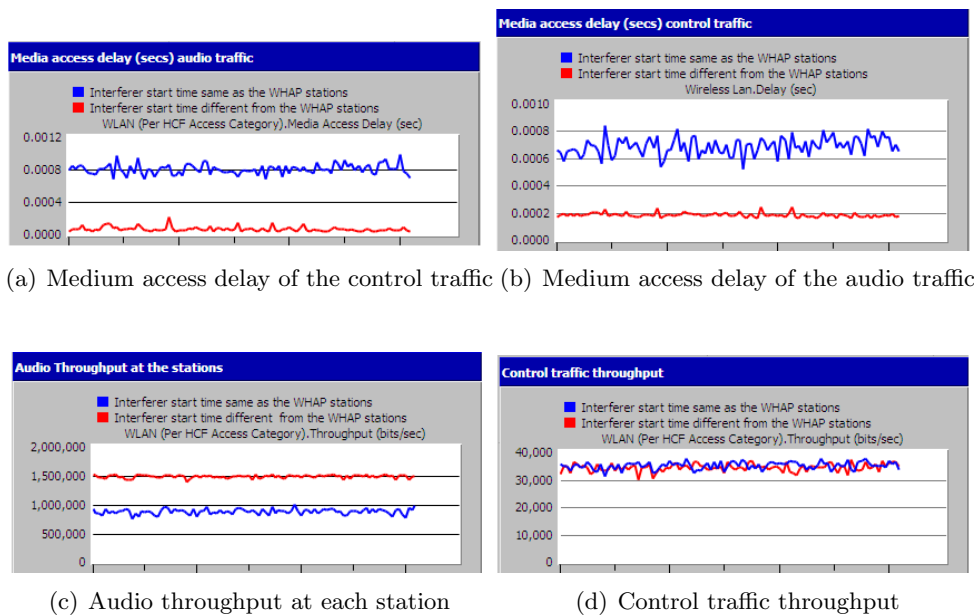 Media access delay (secs) audio traffic
Interferer start time same as the WHAP stations
Interferer start time different from the WHAP stations
WLAN (Per HCF Access Category).Media Access Delay (sec)
0.0012
0.0008
0.0004
0.0000
(a) Medium access delay of the control traffic
Media access delay (secs) control traffic
Interferer start time same as the WHAP stations
Interferer start time different from the WHAP stations
Wireless Lan.Delay (sec)
0.0010
0.0008
0.0006
0.0004
0.0002
0.0000
(b) Medium access delay of the audio traffic
Audio Throughput at the stations
Interferer start time same as the WHAP stations
Interferer start time different from the WHAP stations
WLAN (Per HCF Access Category).Throughput (bits/sec)
2,000,000
1,500,000
1,000,000
500,000
0
(c) Audio throughput at each station
Control traffic throughput
Interferer start time same as the WHAP stations
Interferer start time different from the WHAP stations
WLAN (Per HCF Access Category).Throughput (bits/sec)
40,000
30,000
20,000
10,000
0
(d) Control traffic throughput